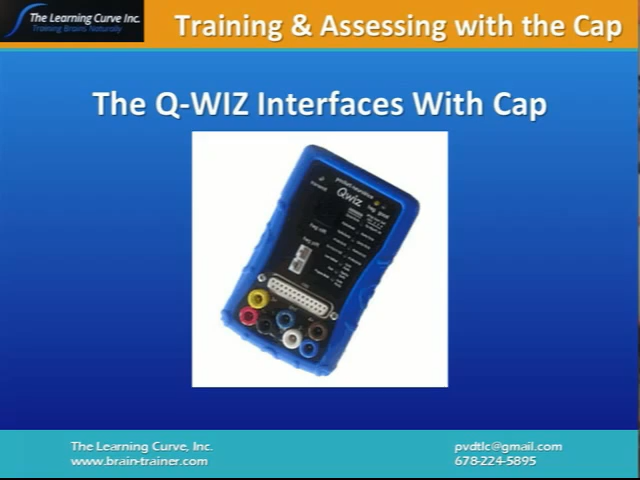 The Learning Curve Inc.
Training Brains Naturally
Training & Assessing with the Cap
The Q-WIZ Interfaces With Cap
Qwiz
The Learning Curve, Inc.
www.brain-trainer.com
pvdtlc@gmail.com
678-224-5895